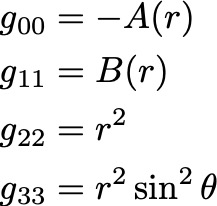 g₀₀ = −A(r)
g₁₁ = B(r)
g₂₂ = r²
g₃₃ = r² sin² θ